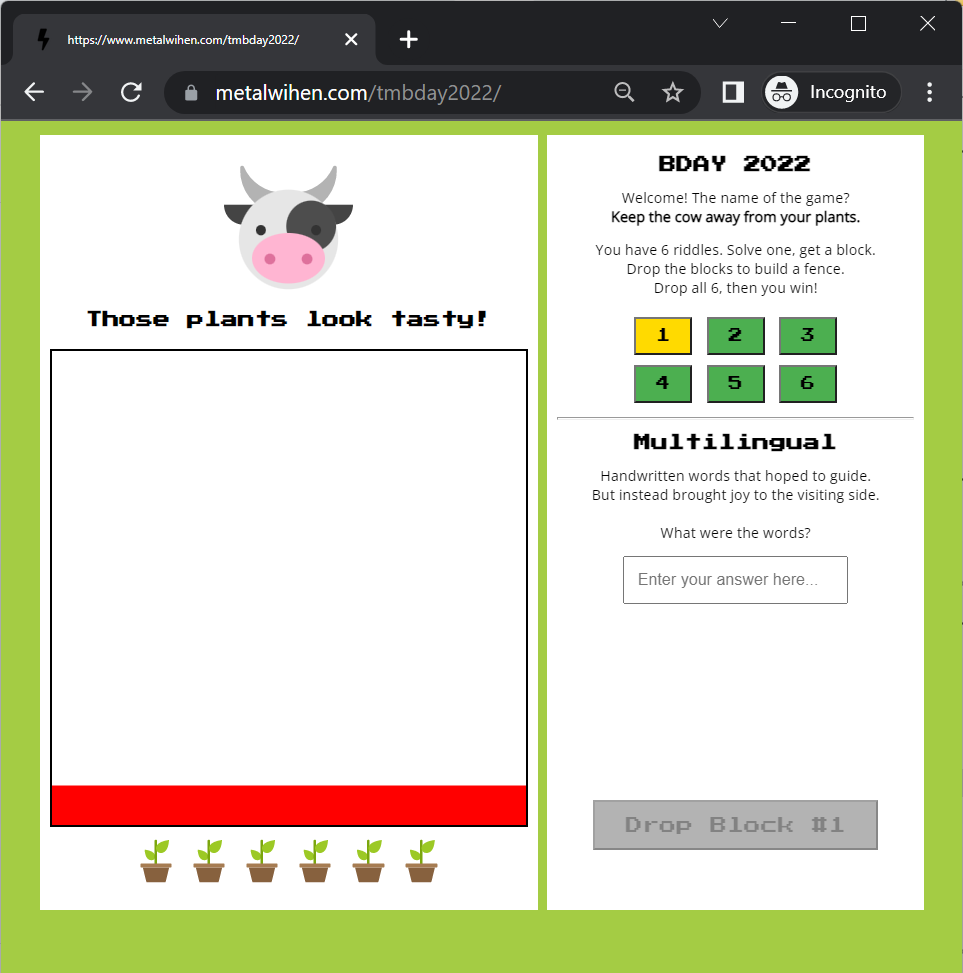 https://www.metalwihen.com/tmbday2022/
metalwihen.com/tmbday2022/
Incognito
Those plants look tasty!
BDAY 2022
Welcome! The name of the game?
Keep the cow away from your plants.
You have 6 riddles. Solve one, get a block.
Drop the blocks to build a fence.
Drop all 6, then you win!
1 2 3
4 5 6
Multilingual
Handwritten words that hoped to guide.
But instead brought joy to the visiting side.
What were the words?
Enter your answer here...
Drop Block #1